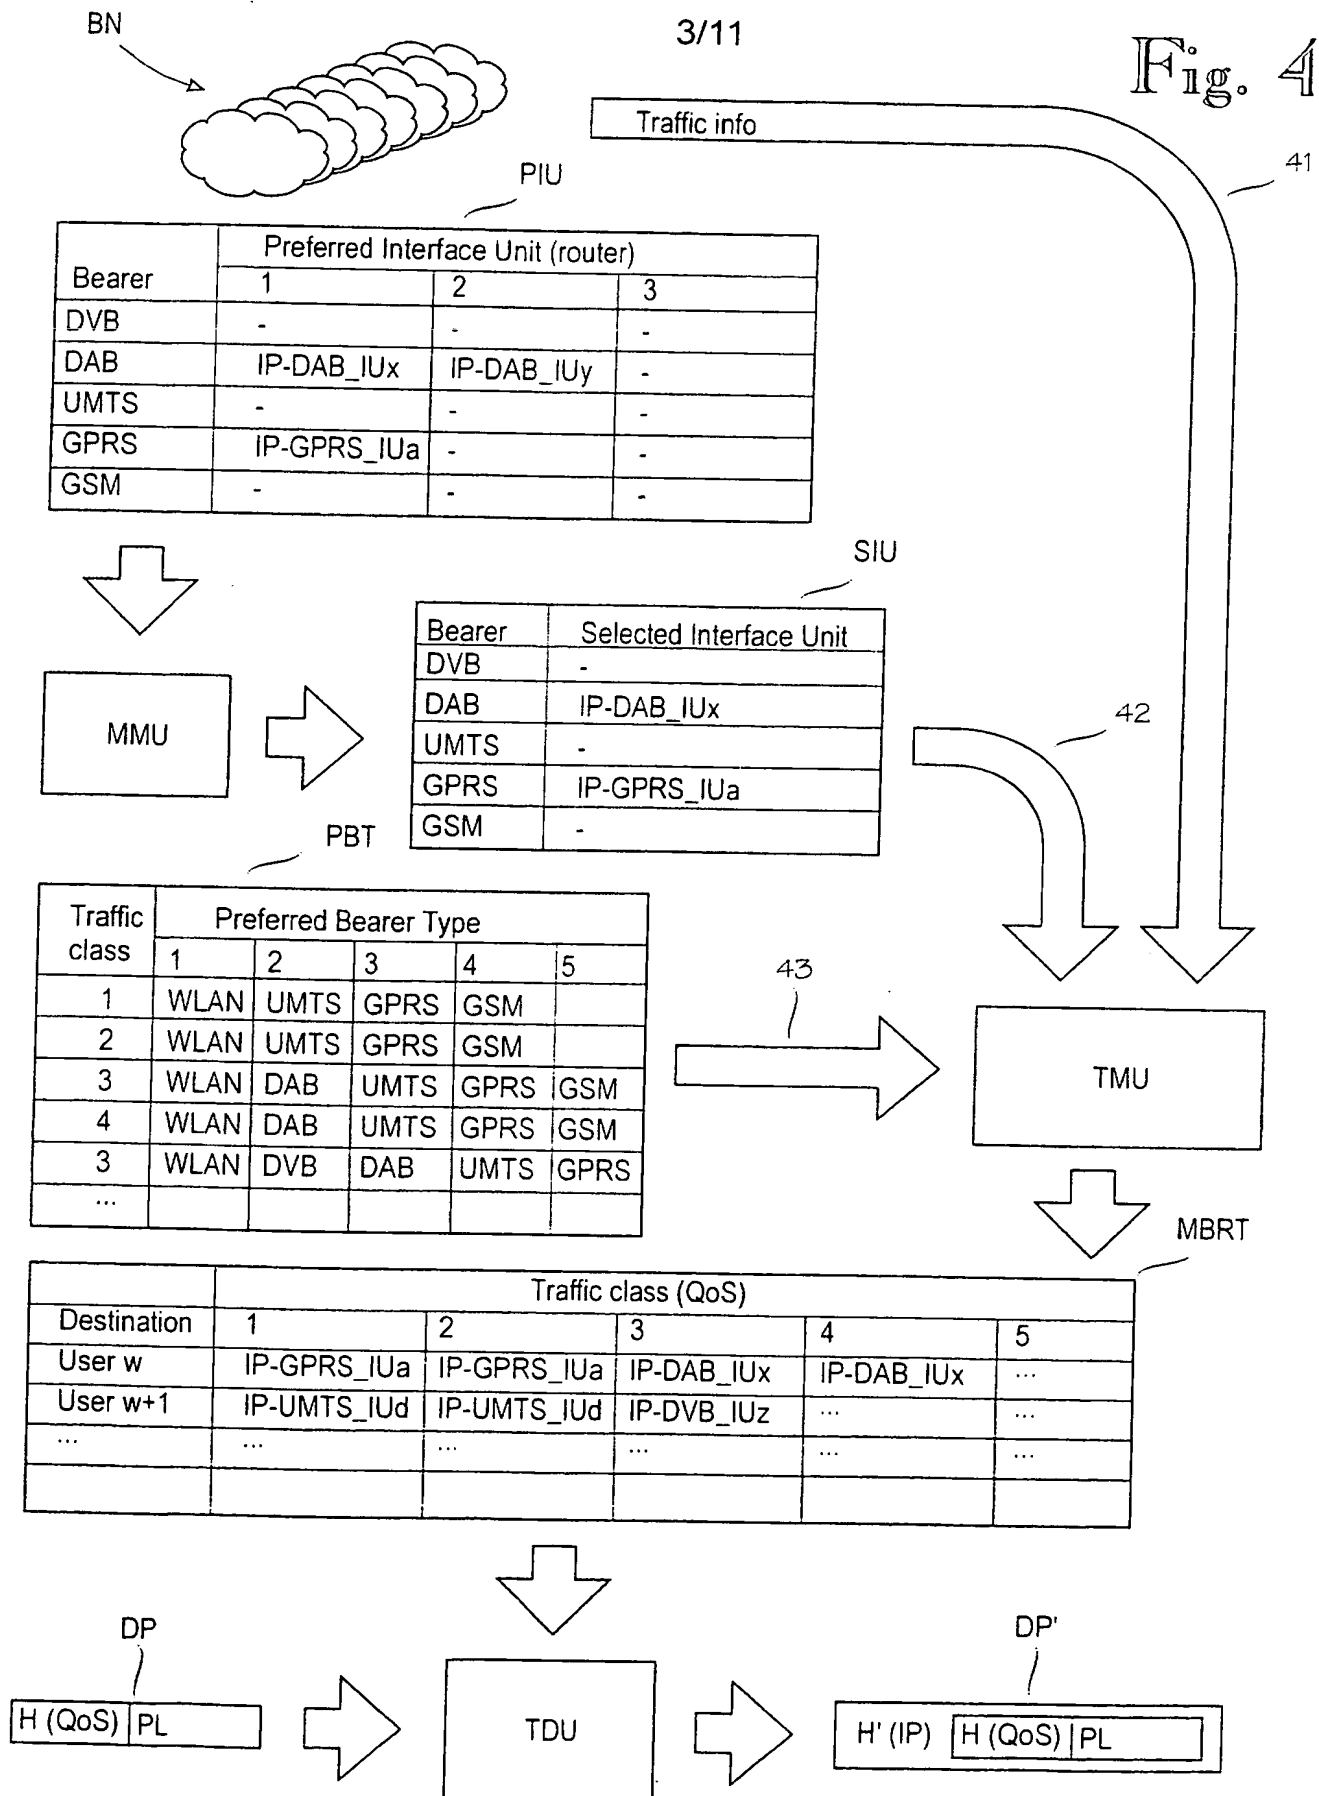 BN
3/11
Fig. 4
Traffic info
41
PIU
Preferred Interface Unit (router)
Bearer 1 2 3
DVB - - -
DAB IP-DAB_IUx IP-DAB_IUy -
UMTS - - -
GPRS IP-GPRS_IUa - -
GSM - - -
SIU
Bearer Selected Interface Unit
DVB -
DAB IP-DAB_IUx
UMTS -
GPRS IP-GPRS_IUa
GSM -
MMU
42
PBT
Traffic class Preferred Bearer Type
1 2 3 4 5
1 WLAN UMTS GPRS GSM
2 WLAN UMTS GPRS GSM
3 WLAN DAB UMTS GPRS GSM
4 WLAN DAB UMTS GPRS GSM
3 WLAN DVB DAB UMTS GPRS
...
43
TMU
MBRT
Traffic class (QoS)
Destination 1 2 3 4 5
User w IP-GPRS_IUa IP-GPRS_IUa IP-DAB_IUx IP-DAB_IUx ...
User w+1 IP-UMTS_IUd IP-UMTS_IUd IP-DVB_IUz ... ...
... ... ... ... ...
DP
H (QoS) PL
TDU
DP'
H' (IP) H (QoS) PL